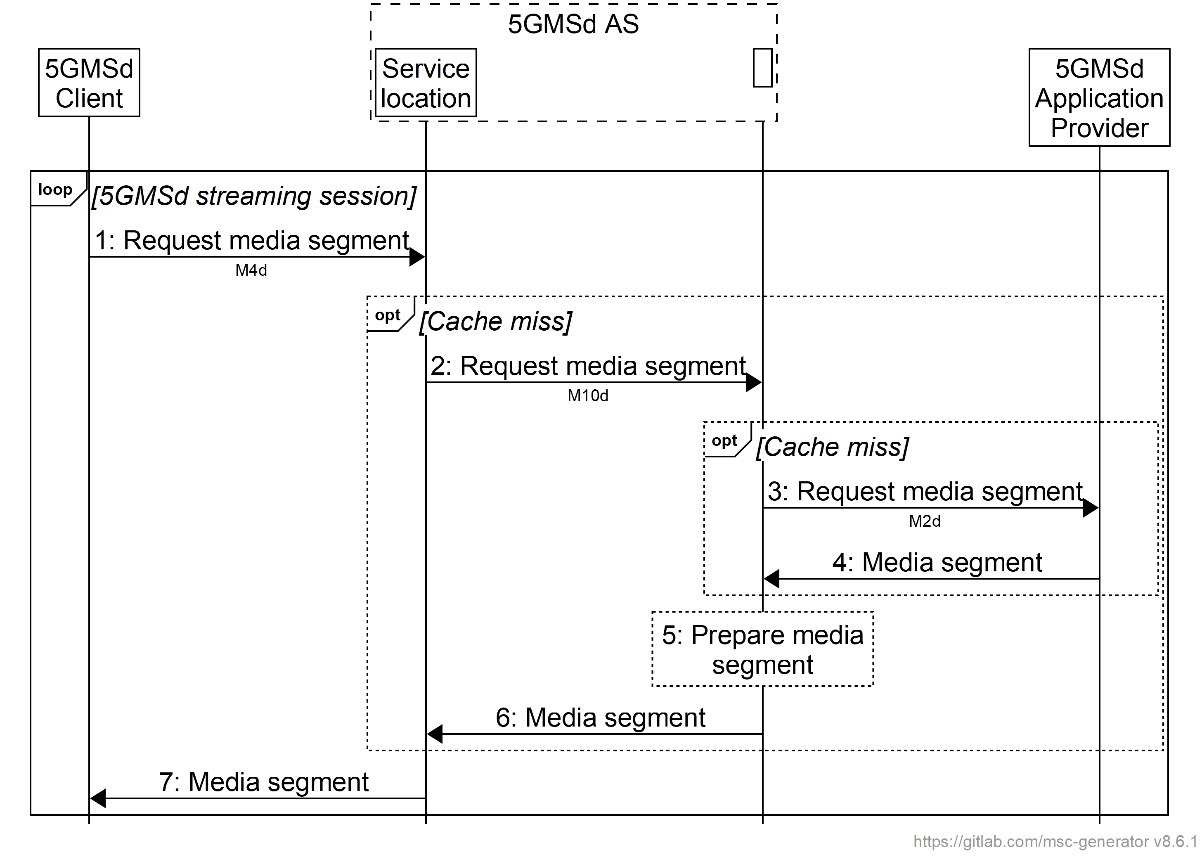 5GMSd AS
5GMSd
Client
Service
location
5GMSd
Application
Provider
loop
[5GMSd streaming session]
1: Request media segment
M4d
opt
[Cache miss]
2: Request media segment
M10d
opt
[Cache miss]
3: Request media segment
M2d
4: Media segment
5: Prepare media
segment
6: Media segment
7: Media segment
https://gitlab.com/msc-generator v8.6.1